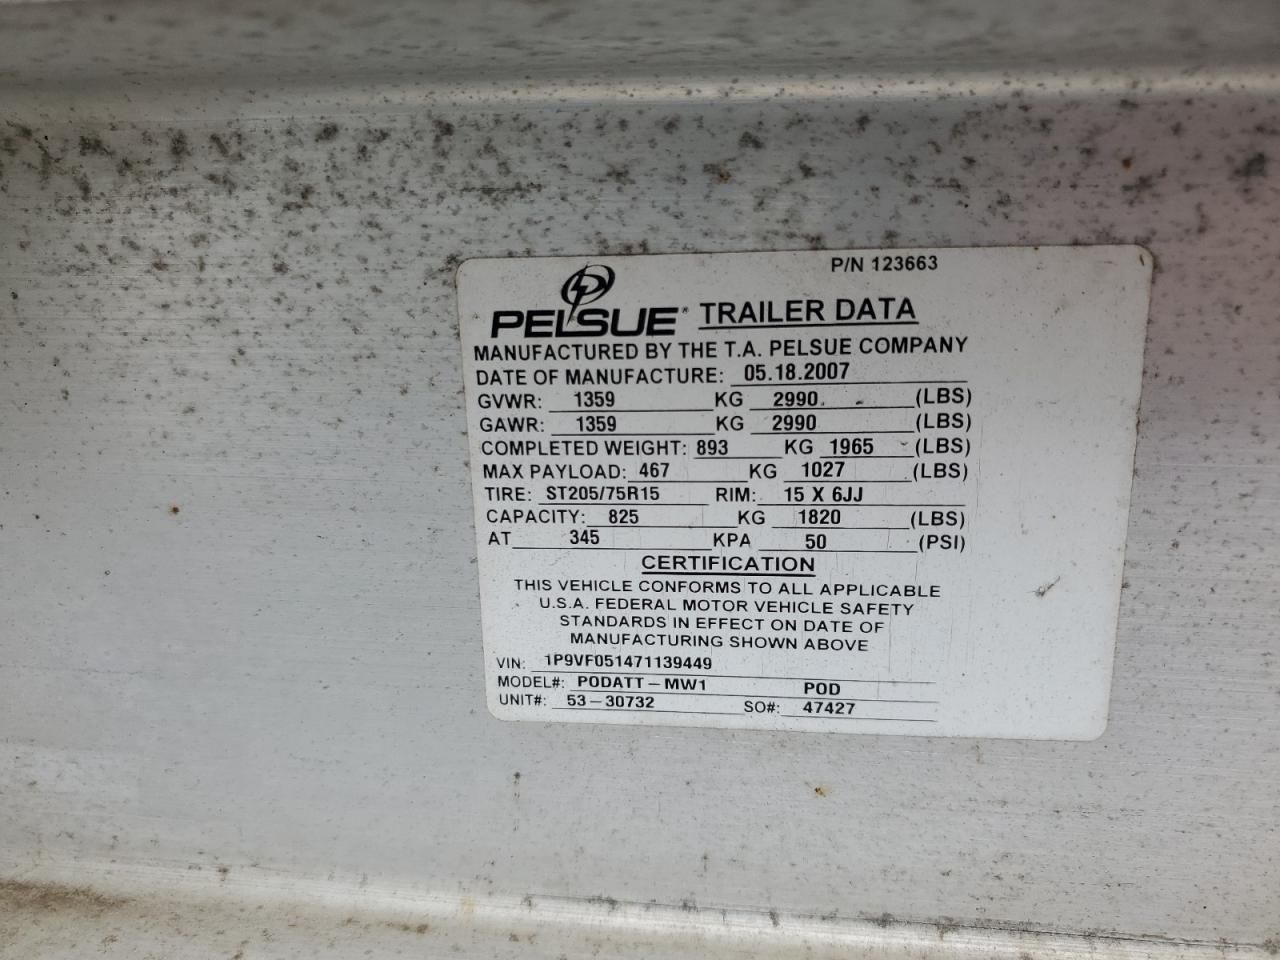 P/N 123663
PELSUE® TRAILER DATA
MANUFACTURED BY THE T.A. PELSUE COMPANY
DATE OF MANUFACTURE: 05.18.2007
GVWR: 1359 KG 2990 (LBS)
GAWR: 1359 KG 2990 (LBS)
COMPLETED WEIGHT: 893 KG 1965 (LBS)
MAX PAYLOAD: 467 KG 1027 (LBS)
TIRE: ST205/75R15 RIM: 15 X 6JJ
CAPACITY: 825 KG 1820 (LBS)
AT 345 KPA 50 (PSI)
CERTIFICATION
THIS VEHICLE CONFORMS TO ALL APPLICABLE
U.S.A. FEDERAL MOTOR VEHICLE SAFETY
STANDARDS IN EFFECT ON DATE OF
MANUFACTURING SHOWN ABOVE
VIN: 1P9VF051471139449
MODEL#: PODATT-MW1 POD
UNIT#: 53-30732 SO#: 47427